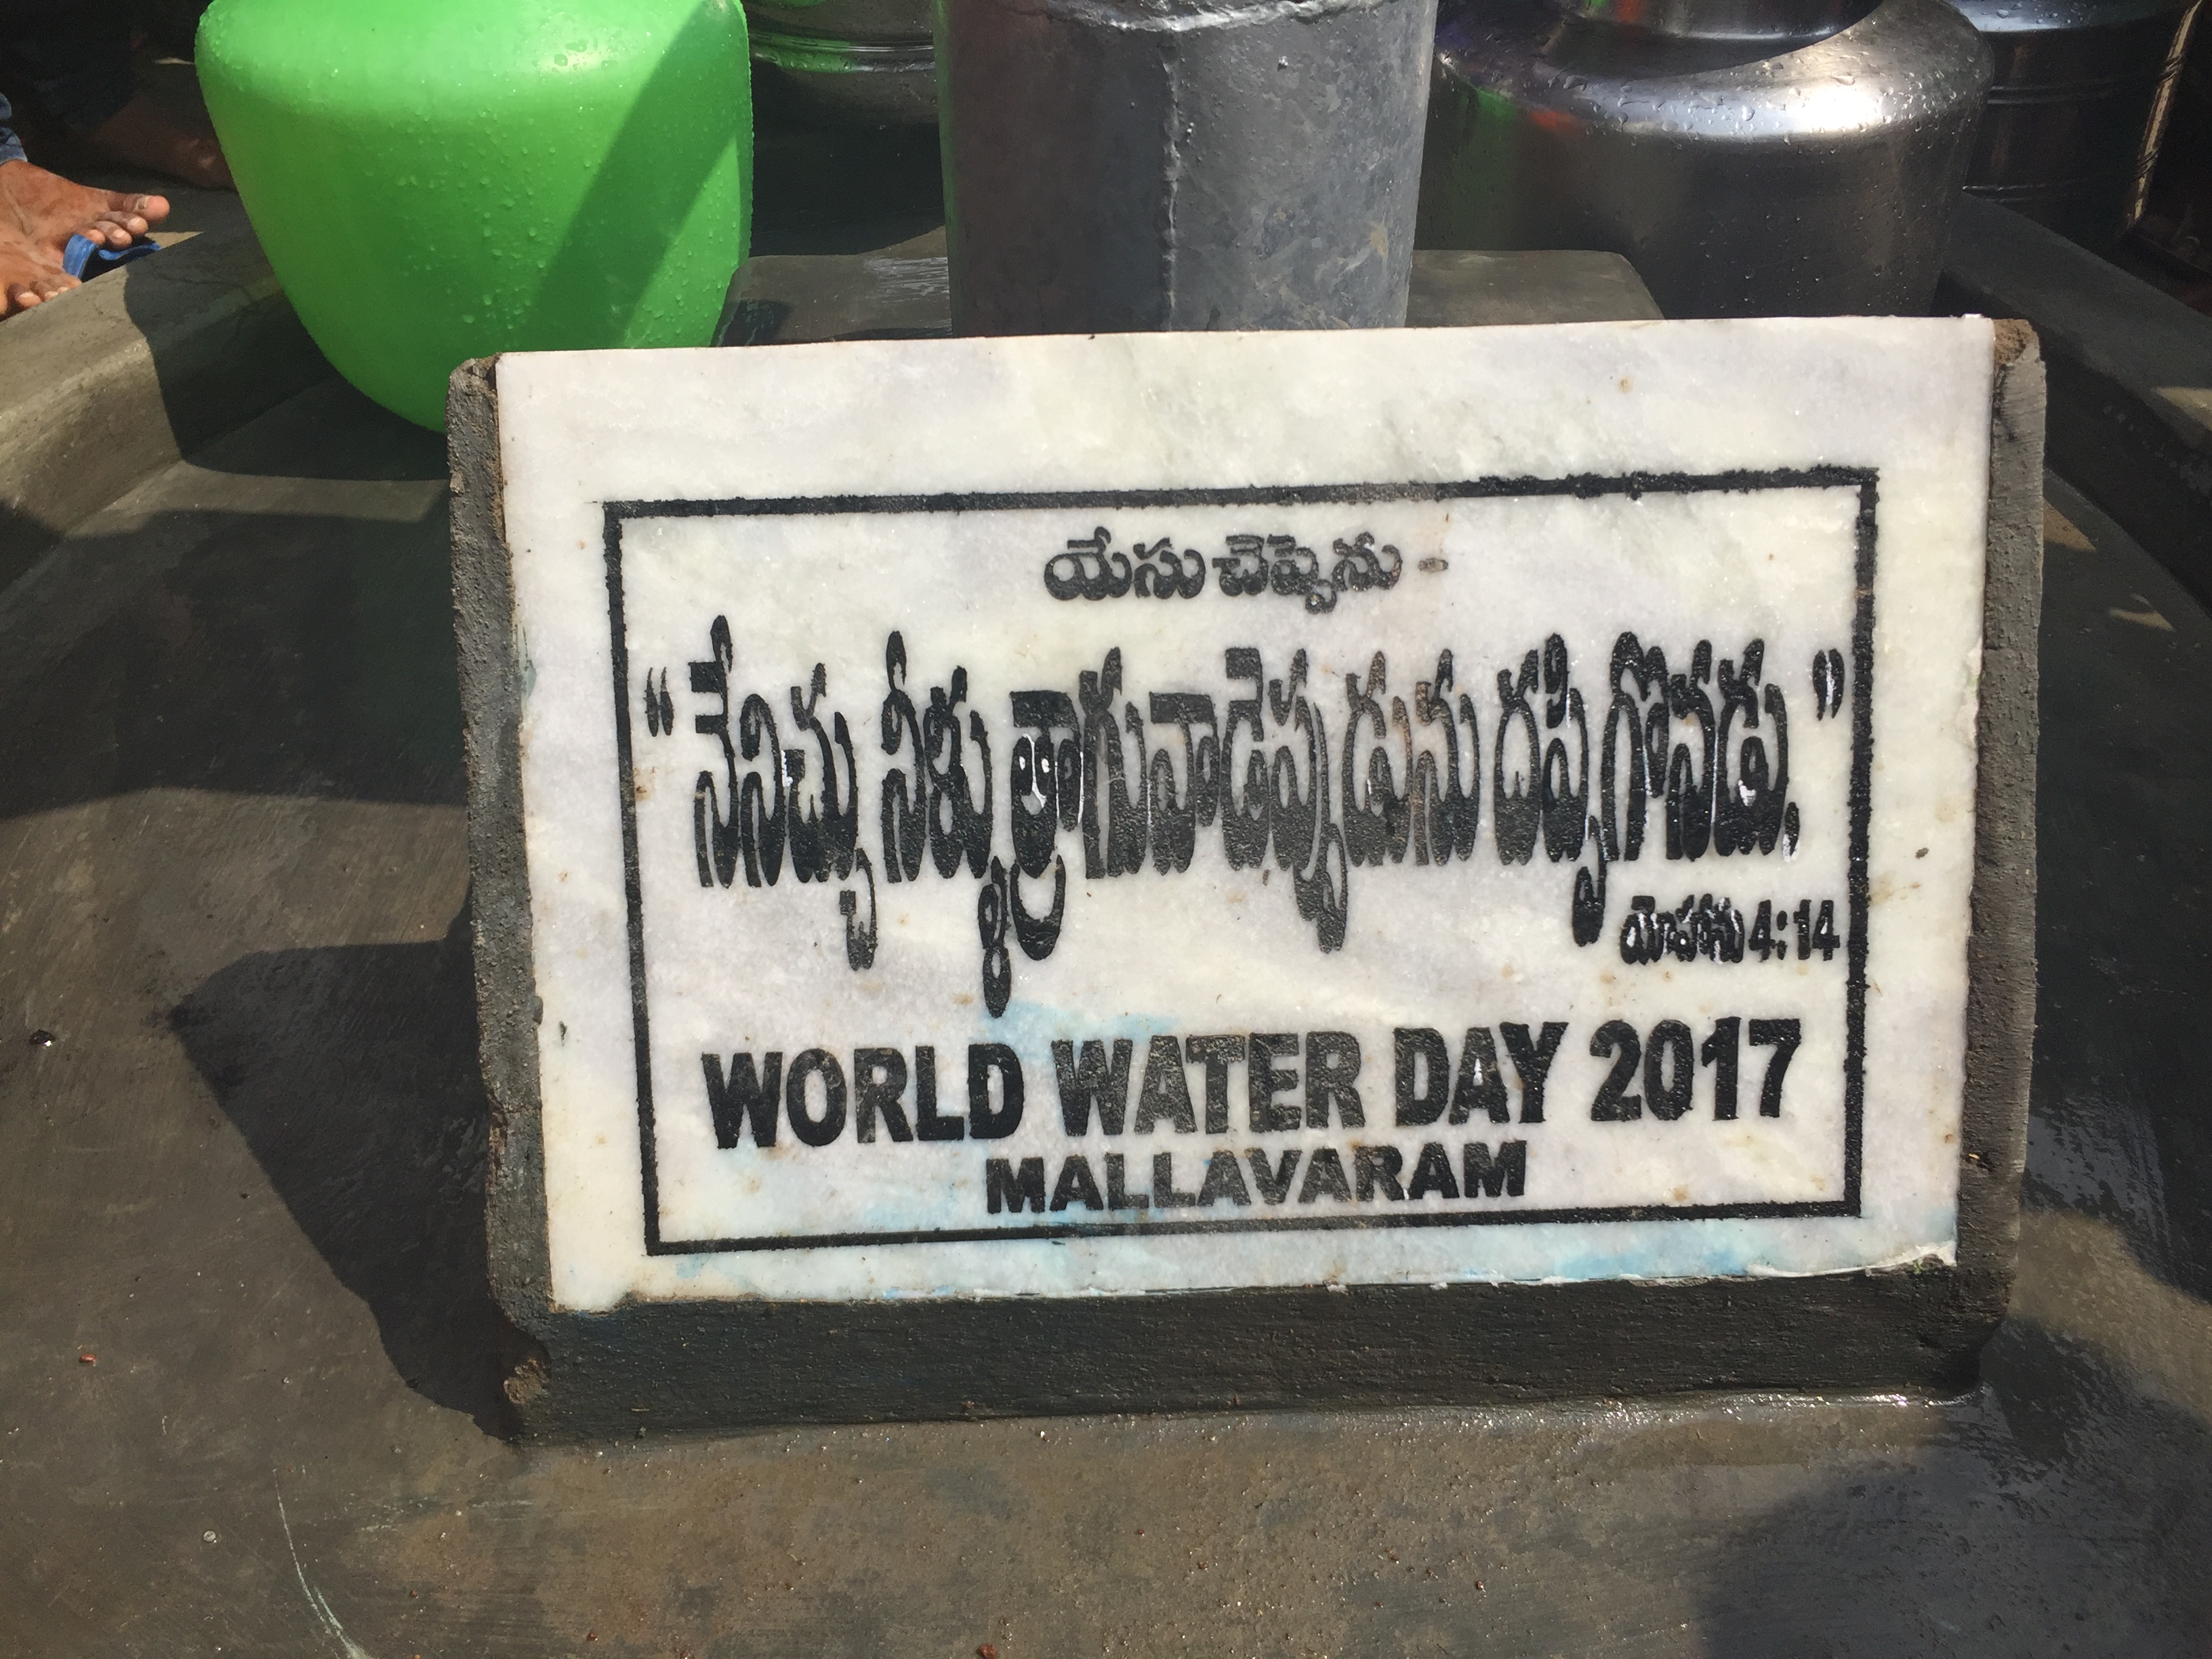 యేసు చెప్పెను -
“నేనిచ్చు నీళ్ళు త్రాగువాడెప్పుడును దప్పిగొనడు.”
యోహాను 4:14
WORLD WATER DAY 2017
MALLAVARAM